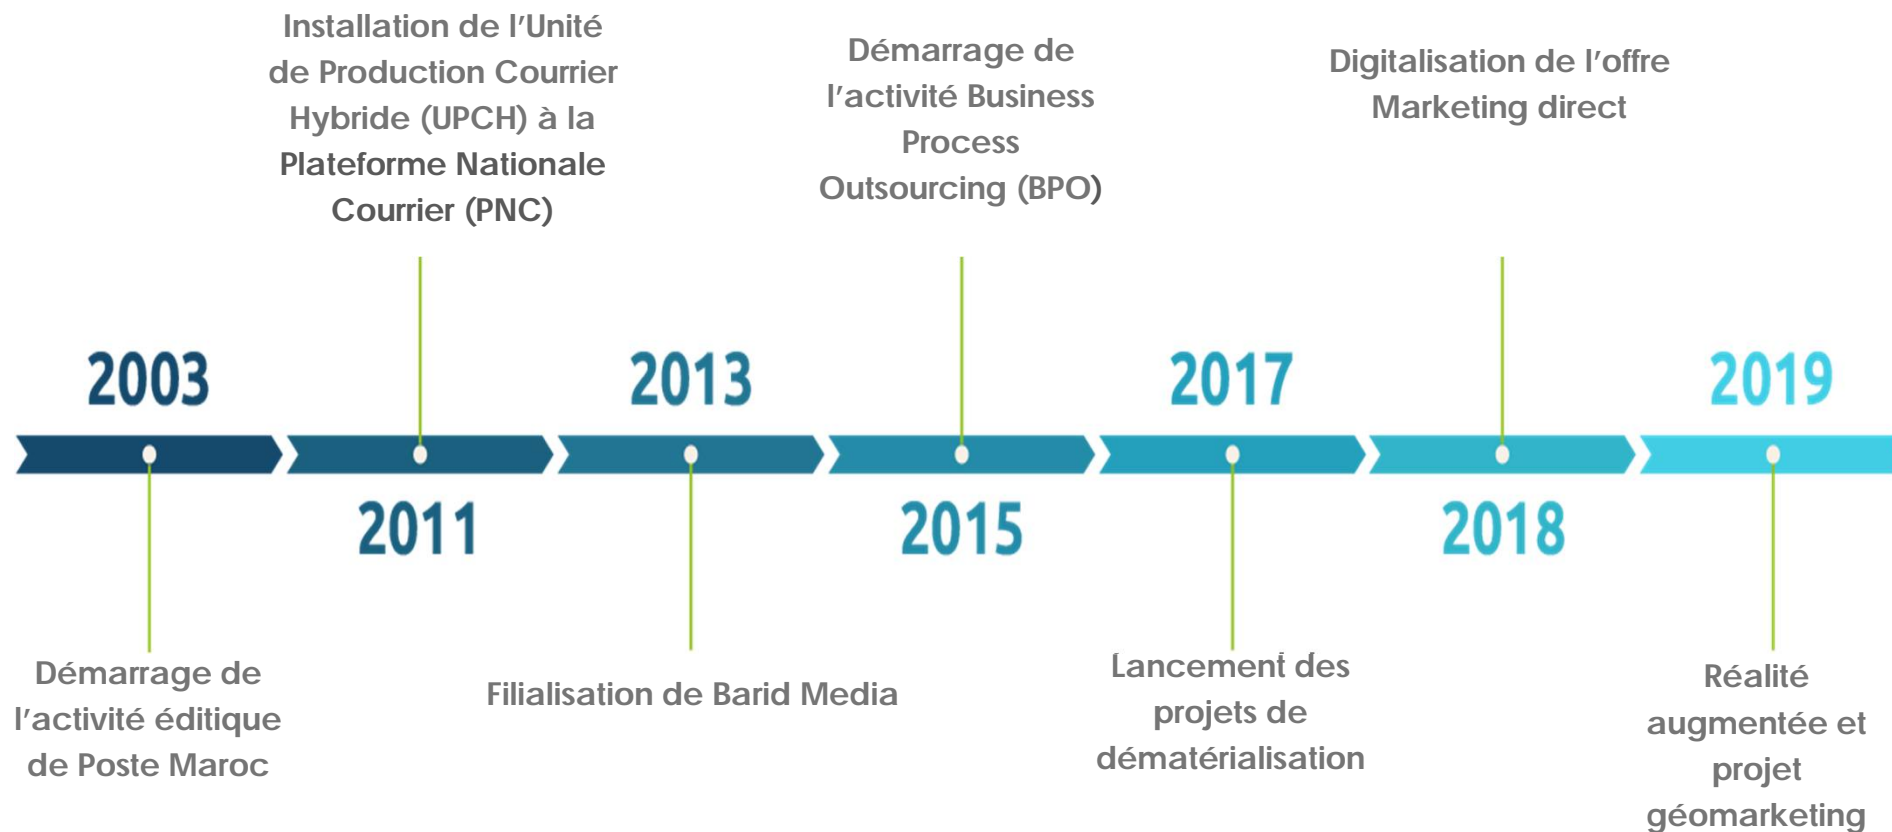 Installation de l'Unité
de Production Courrier
Hybride (UPCH) à la
Plateforme Nationale
Courrier (PNC)
Démarrage de
l'activité Business
Process
Outsourcing (BPO)
Digitalisation de l'offre
Marketing direct
2003
2013
2017
2019
2011
2015
2018
Démarrage de
l'activité éditique
de Poste Maroc
Filialisation de Barid Media
Lancement des
projets de
dématérialisation
Réalité
augmentée et
projet
géomarketing